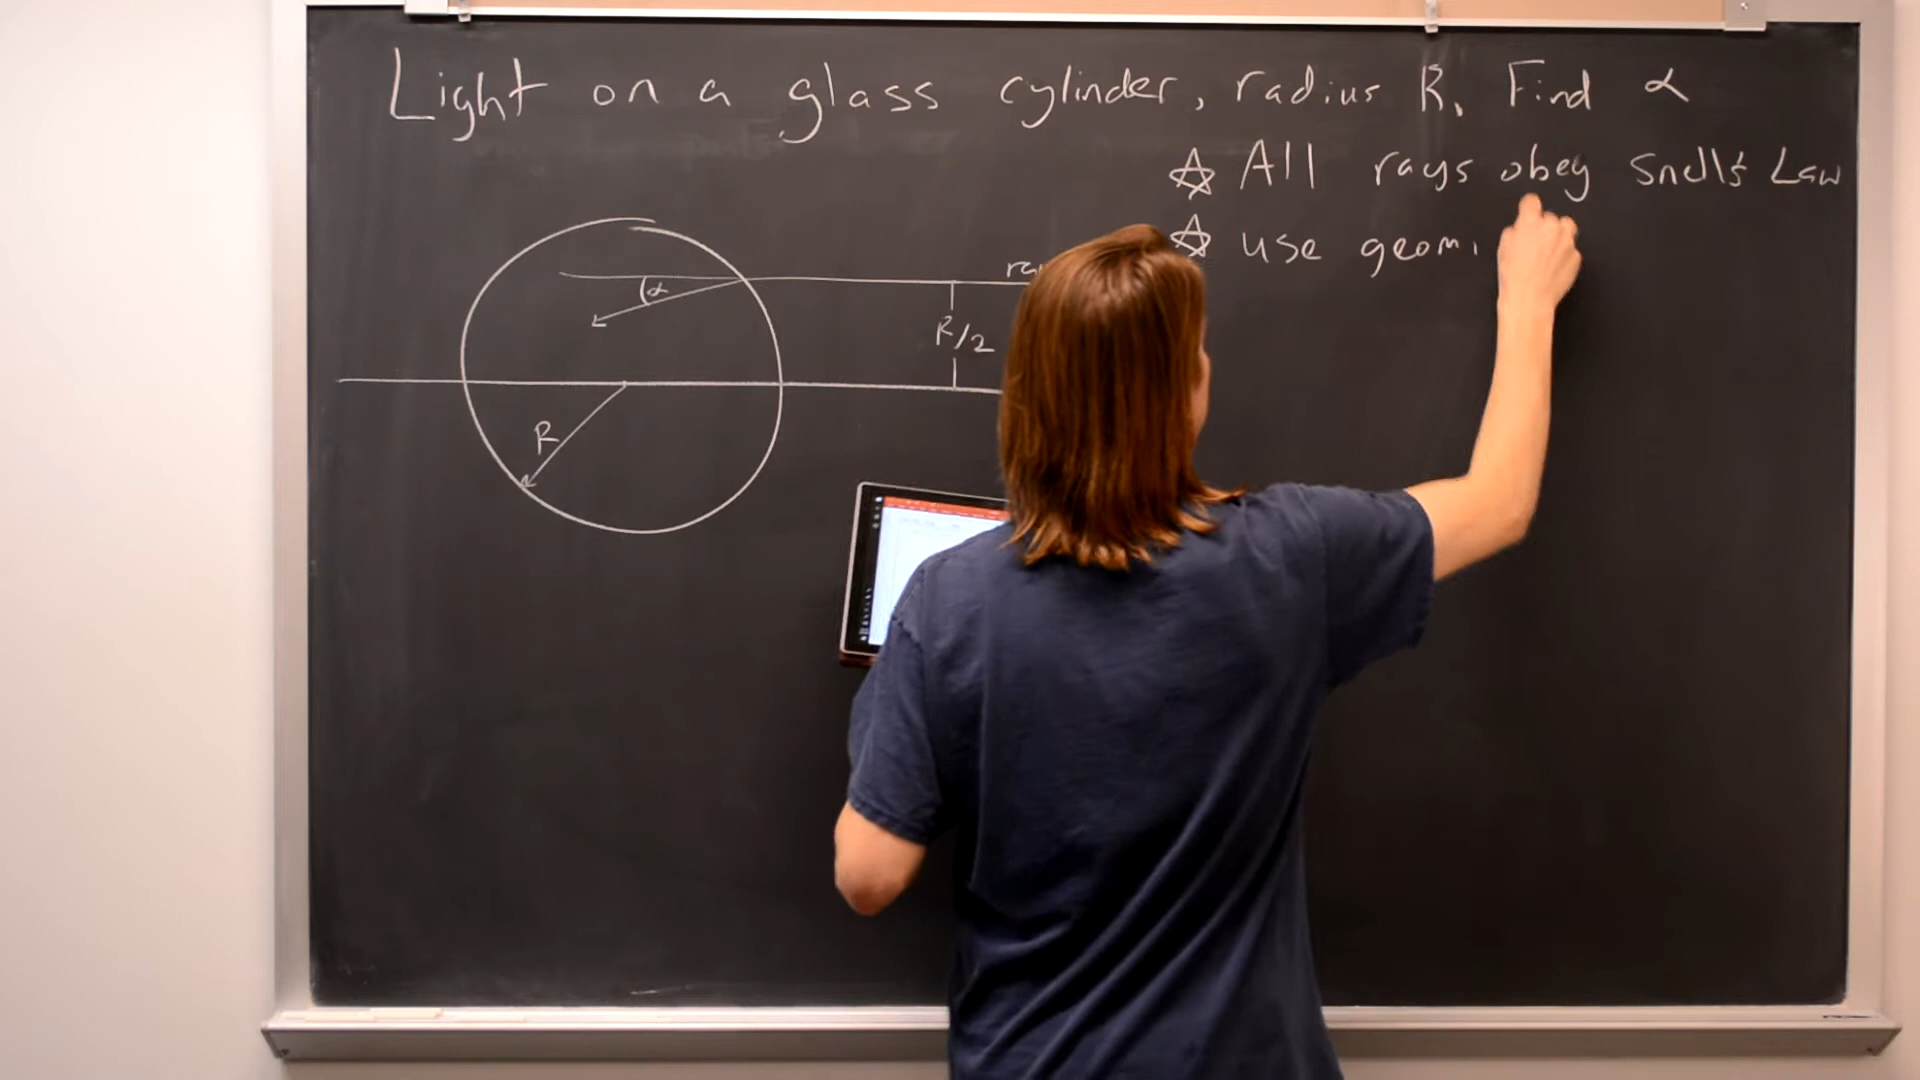 Light on a glass cylinder, radius R. Find α
☆ All rays obey Snell's Law
☆ use geom
α
R/2
R